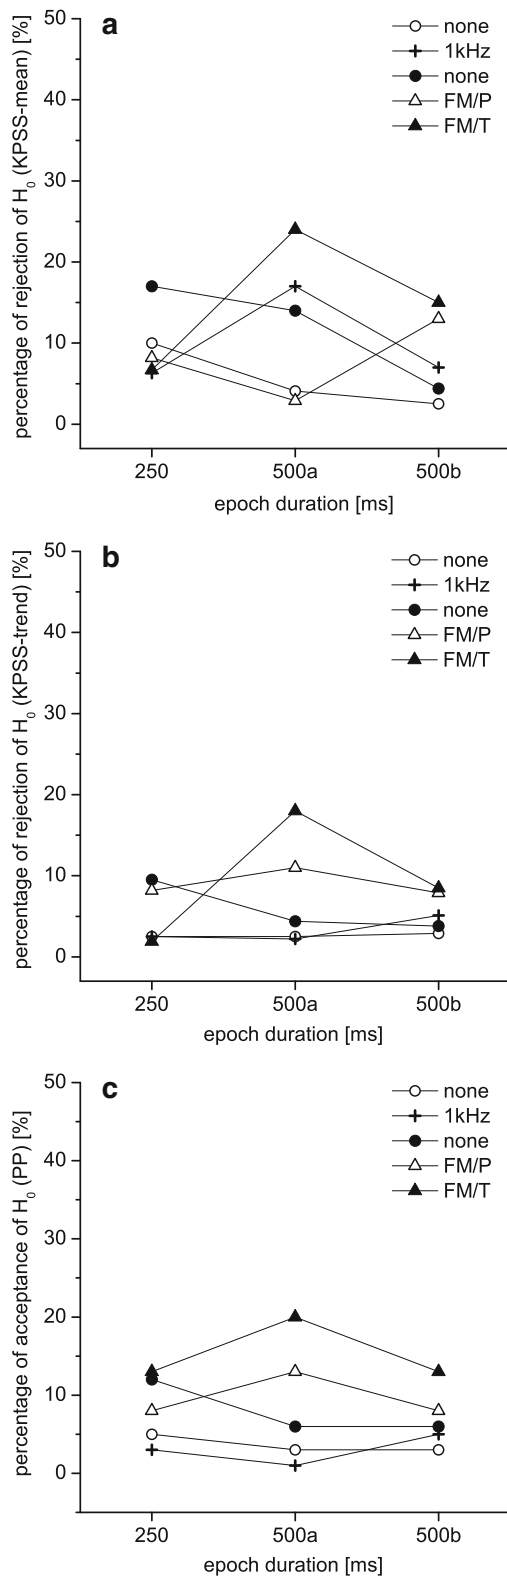 a
percentage of rejection of H0 (KPSS-mean) [%]
50
40
30
20
10
0
none
1kHz
none
FM/P
FM/T
250 500a 500b
epoch duration [ms]
b
percentage of rejection of H0 (KPSS-trend) [%]
50
40
30
20
10
0
none
1kHz
none
FM/P
FM/T
250 500a 500b
epoch duration [ms]
c
percentage of acceptance of H0 (PP) [%]
50
40
30
20
10
0
none
1kHz
none
FM/P
FM/T
250 500a 500b
epoch duration [ms]